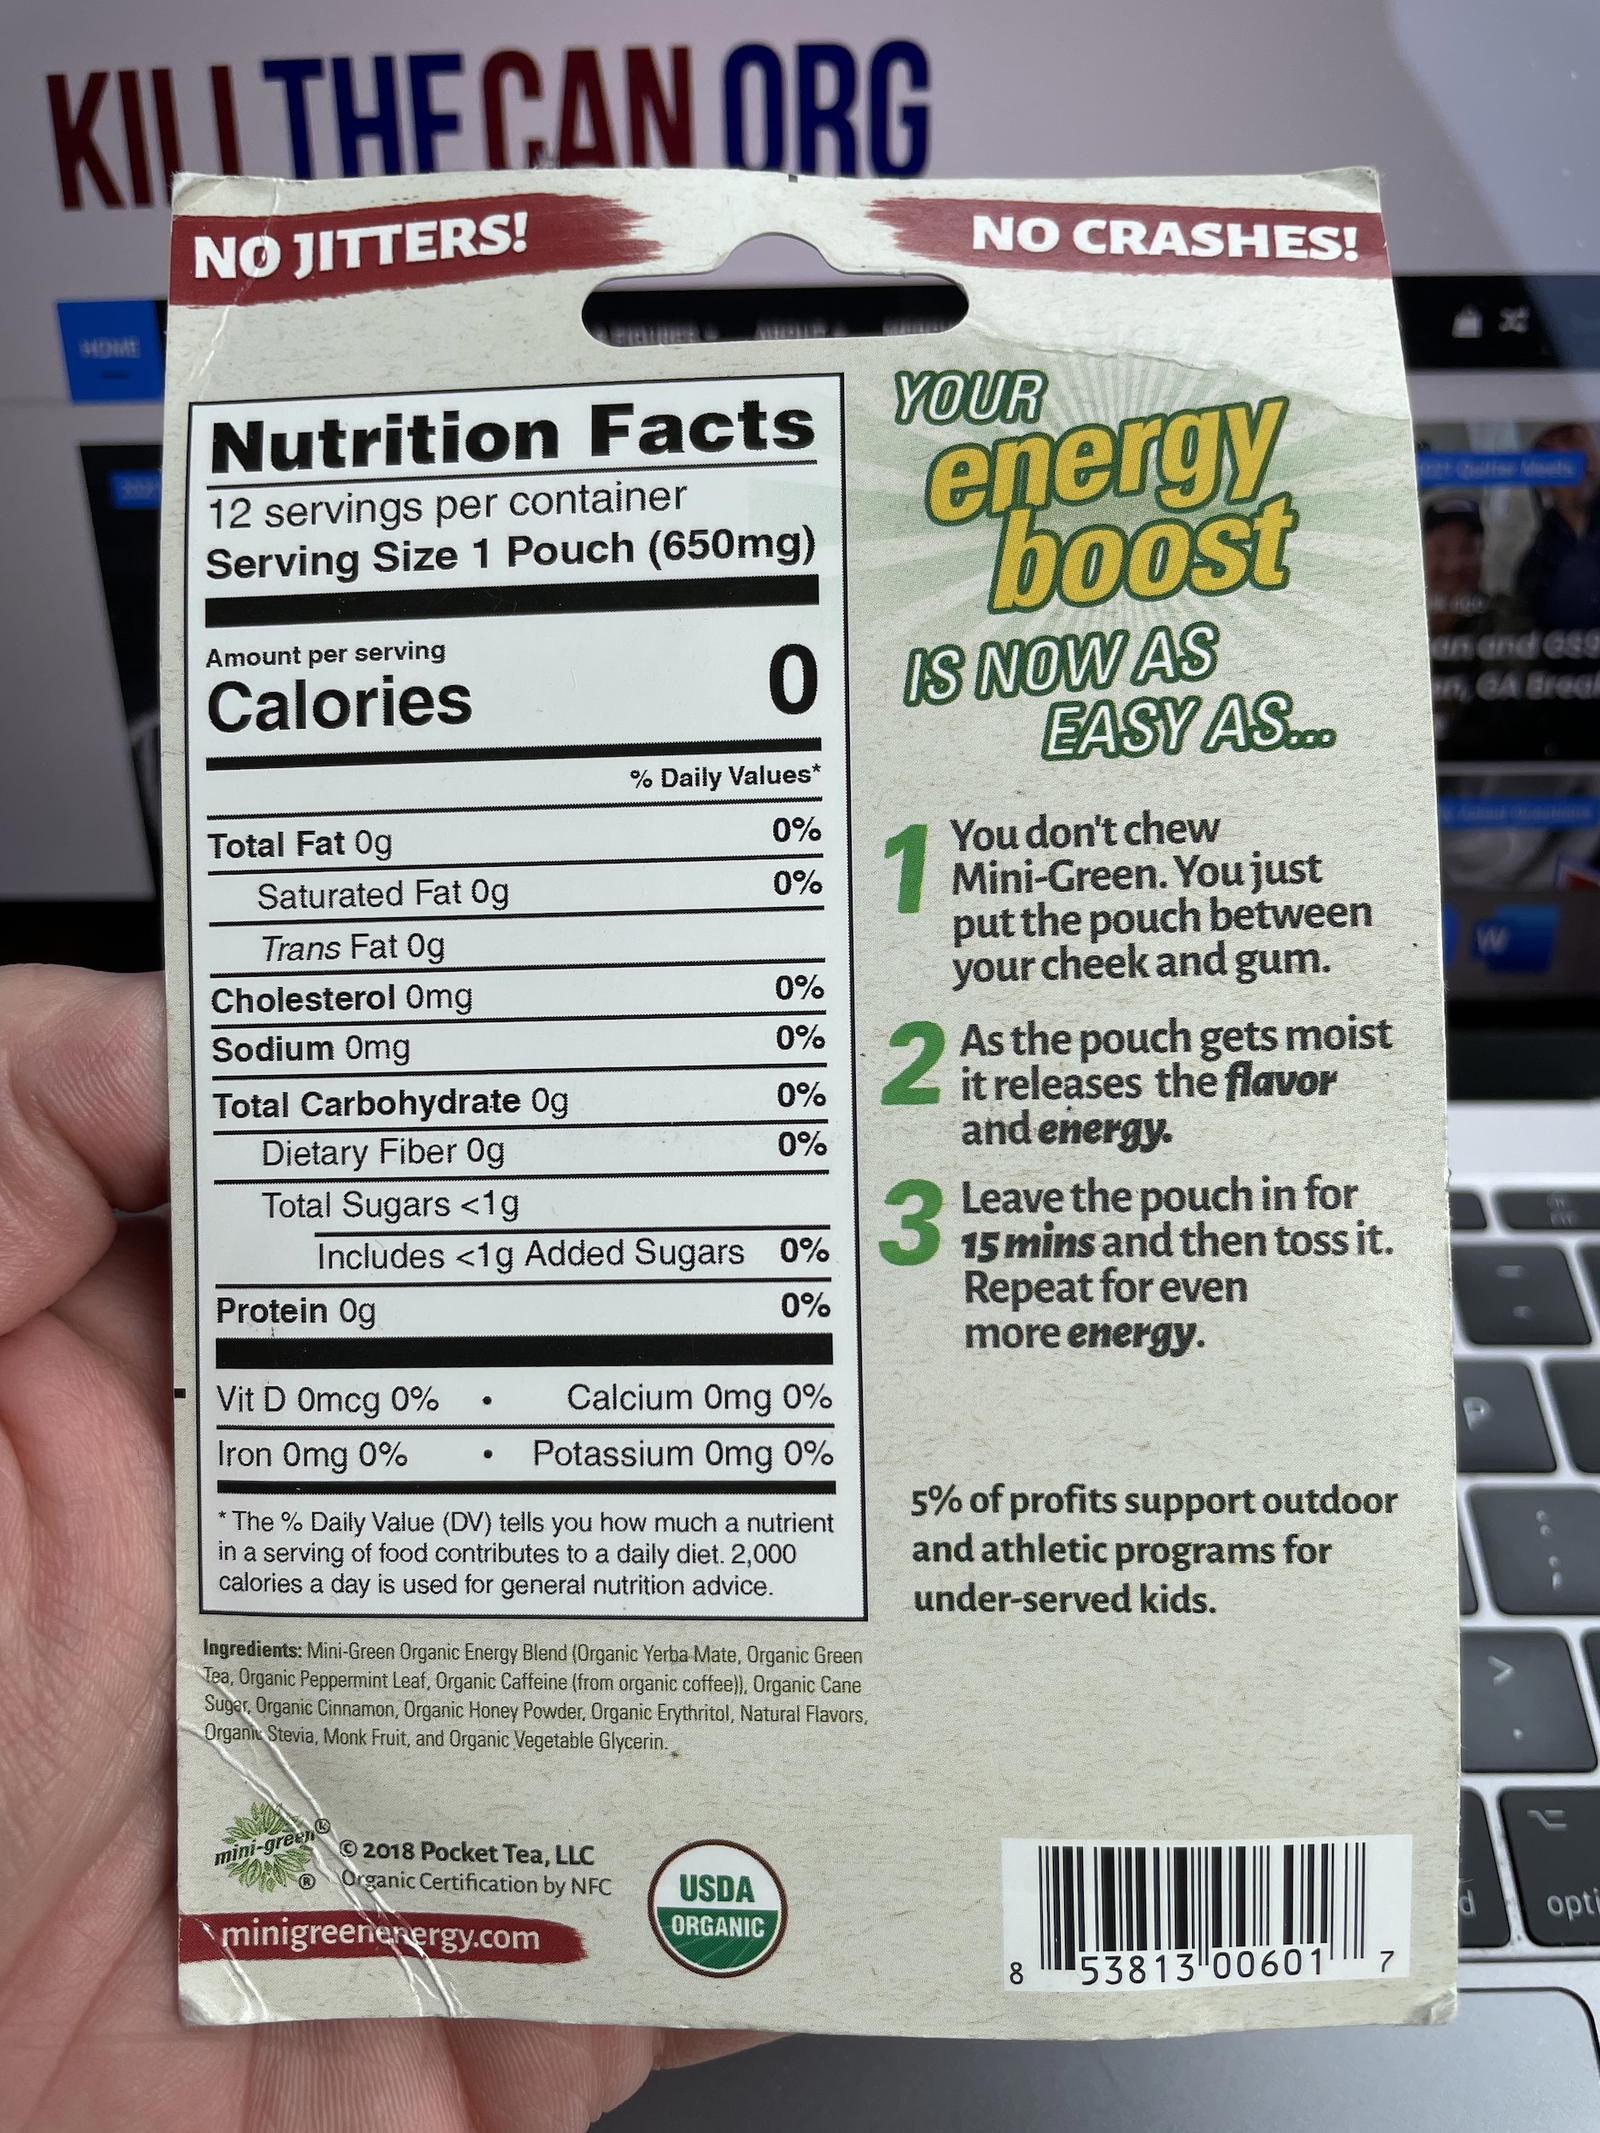 KILL THE CAN ORG
NO JITTERS!
NO CRASHES!
HOME
Nutrition Facts
12 servings per container
Serving Size 1 Pouch (650mg)
Amount per serving
Calories 0
% Daily Values*
Total Fat 0g 0%
Saturated Fat 0g 0%
Trans Fat 0g
Cholesterol 0mg 0%
Sodium 0mg 0%
Total Carbohydrate 0g 0%
Dietary Fiber 0g 0%
Total Sugars <1g
Includes <1g Added Sugars 0%
Protein 0g 0%
Vit D 0mcg 0% • Calcium 0mg 0%
Iron 0mg 0% • Potassium 0mg 0%
* The % Daily Value (DV) tells you how much a nutrient
in a serving of food contributes to a daily diet. 2,000
calories a day is used for general nutrition advice.
Ingredients: Mini-Green Organic Energy Blend (Organic Yerba Mate, Organic Green
Tea, Organic Peppermint Leaf, Organic Caffeine (from organic coffee)), Organic Cane
Sugar, Organic Cinnamon, Organic Honey Powder, Organic Erythritol, Natural Flavors,
Organic Stevia, Monk Fruit, and Organic Vegetable Glycerin.
mini-green®
®
© 2018 Pocket Tea, LLC
Organic Certification by NFC
minigreenenergy.com
USDA
ORGANIC
YOUR
energy
boost
IS NOW AS
EASY AS...
1 You don't chew
Mini-Green. You just
put the pouch between
your cheek and gum.
2 As the pouch gets moist
it releases the flavor
and energy.
3 Leave the pouch in for
15 mins and then toss it.
Repeat for even
more energy.
5% of profits support outdoor
and athletic programs for
under-served kids.
8 53813 00601 7
W
P
>
.
opti